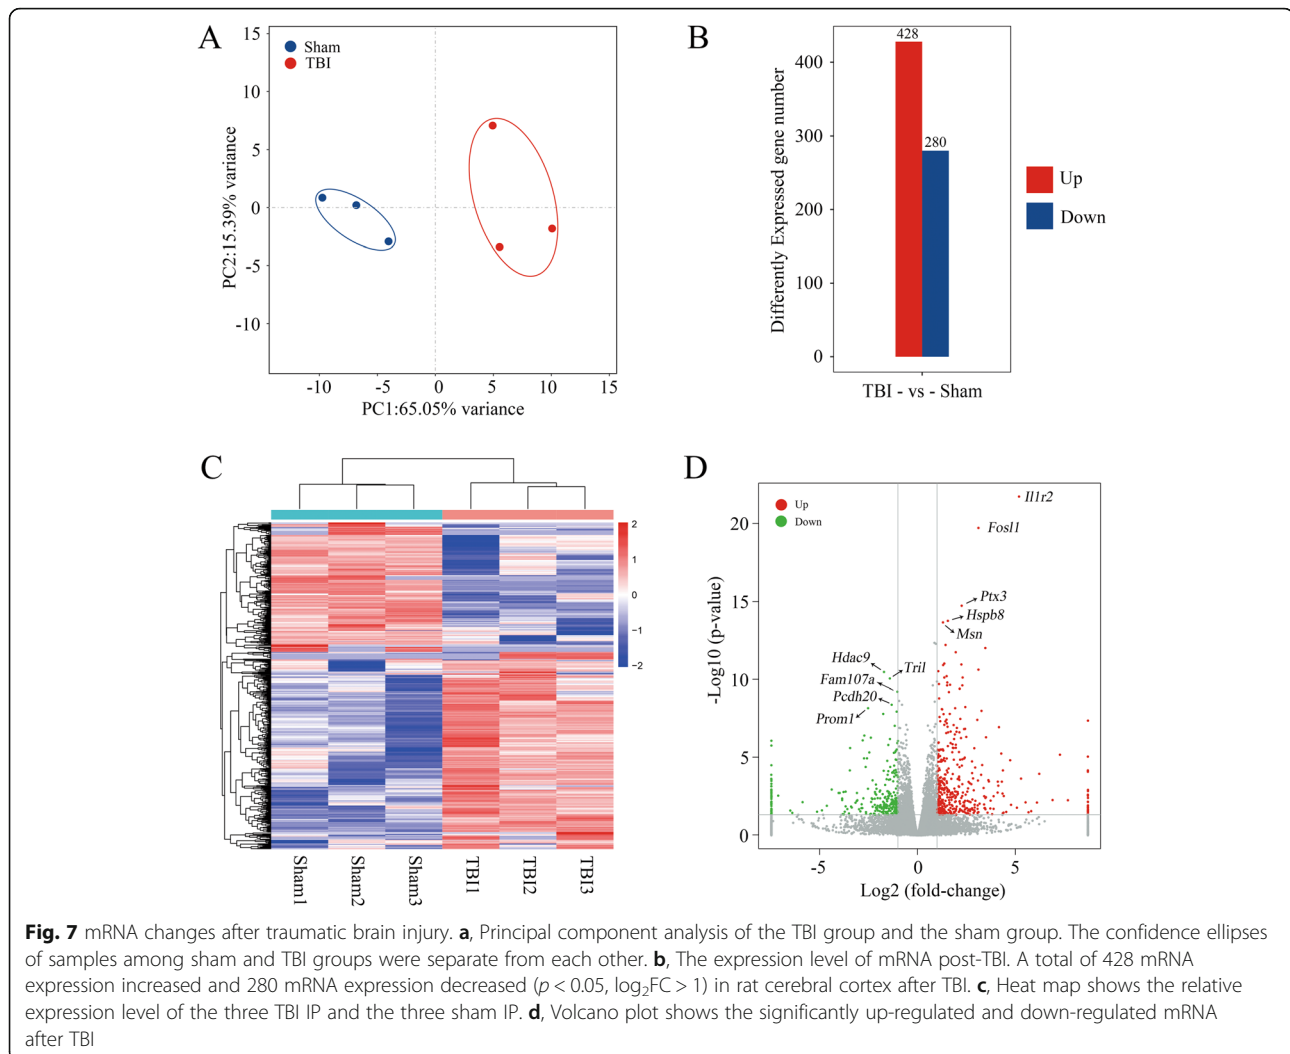 A
Sham
TBI
15
10
5
0
-5
-10
-10
-5
0
5
10
15
PC1:65.05% variance
PC2:15.39% variance
B
428
280
400
300
200
100
0
Differently Expressed gene number
TBI - vs - Sham
Up
Down
C
2
1
0
−1
−2
Sham1
Sham2
Sham3
TBI1
TBI2
TBI3
D
Up
Down
Il1r2
Fosl1
Ptx3
Hspb8
Msn
Hdac9
Tril
Fam107a
Pcdh20
Prom1
20
15
10
5
0
-Log10 (p-value)
-5
0
5
Log2 (fold-change)
Fig. 7 mRNA changes after traumatic brain injury. a, Principal component analysis of the TBI group and the sham group. The confidence ellipses
of samples among sham and TBI groups were separate from each other. b, The expression level of mRNA post-TBI. A total of 428 mRNA
expression increased and 280 mRNA expression decreased (p < 0.05, log₂FC > 1) in rat cerebral cortex after TBI. c, Heat map shows the relative
expression level of the three TBI IP and the three sham IP. d, Volcano plot shows the significantly up-regulated and down-regulated mRNA
after TBI